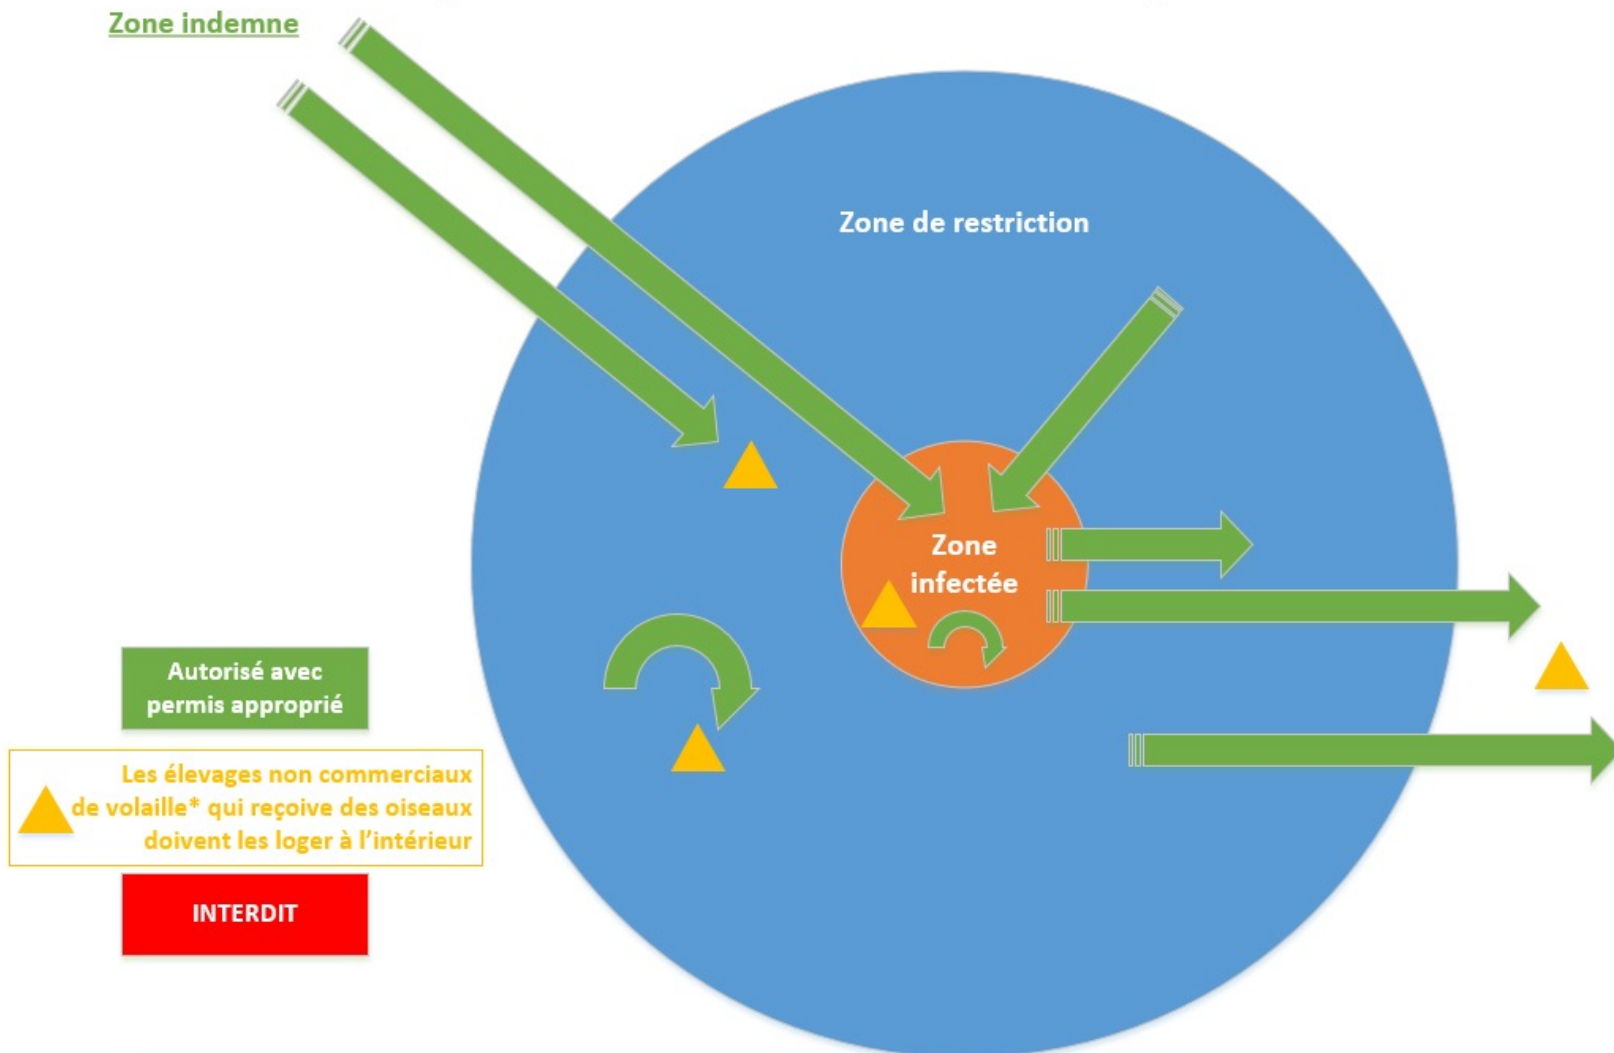 Zone indemne
Zone de restriction
Zone
infectée
Autorisé avec
permis approprié
Les élevages non commerciaux
de volaille* qui reçoive des oiseaux
doivent les loger à l'intérieur
INTERDIT